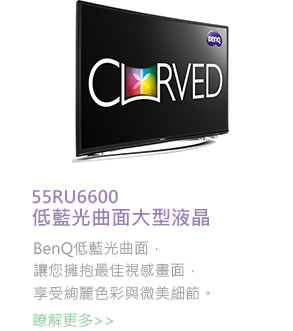 BenQ
CURVED
55RU6600
低藍光曲面大型液晶
BenQ低藍光曲面，
讓您擁抱最佳視感畫面，
享受絢麗色彩與微美細節。
瞭解更多>>